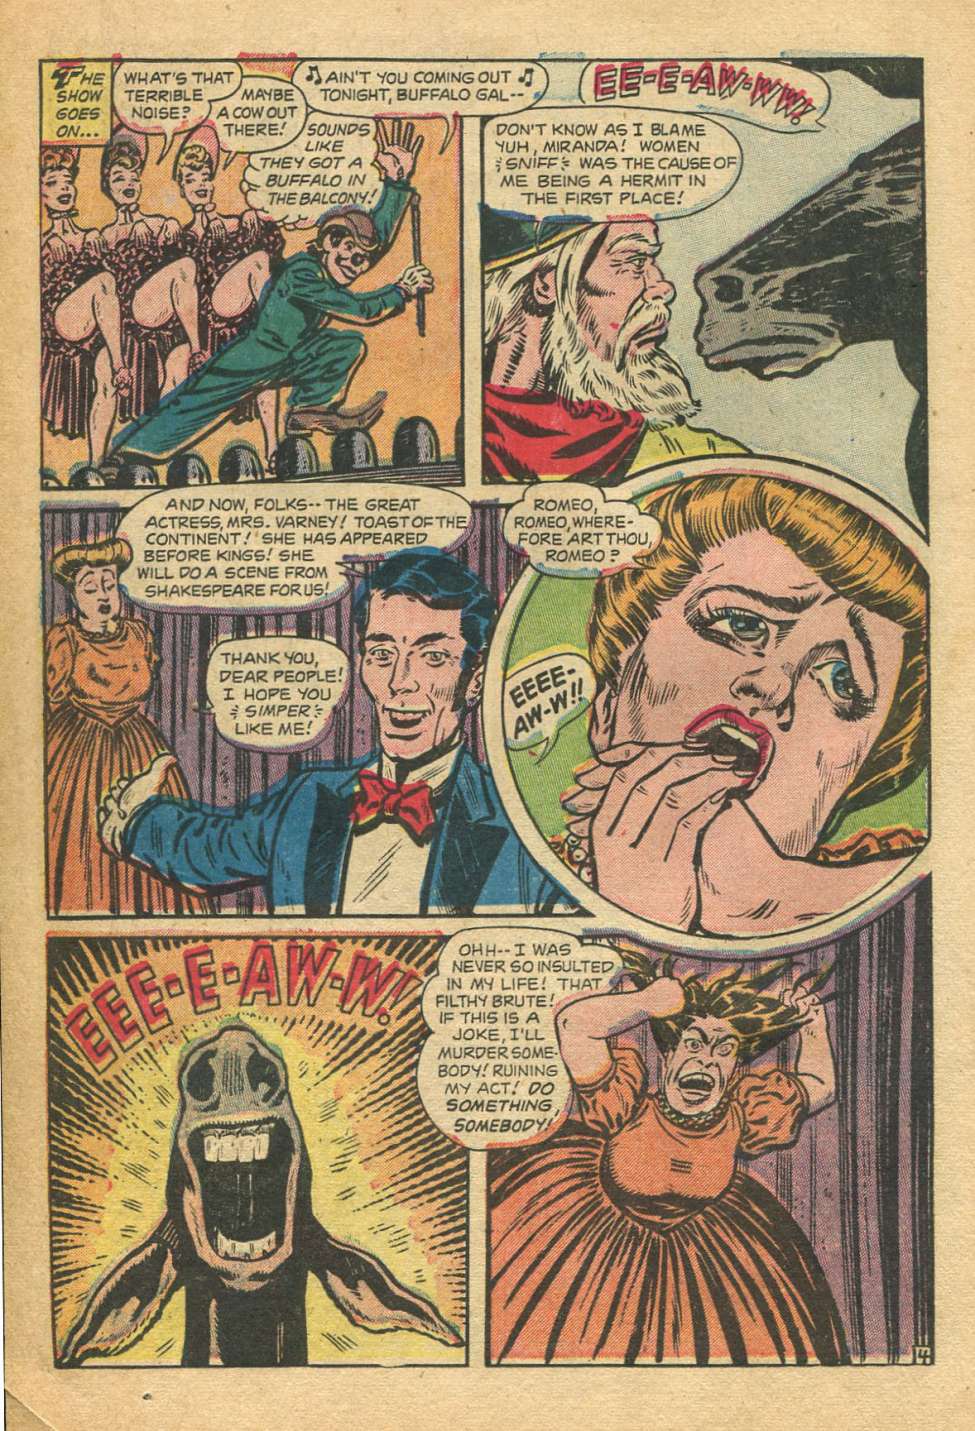 THE
SHOW
GOES
ON...
WHAT'S THAT
TERRIBLE
NOISE?
MAYBE
A COW OUT
THERE!
♫ AIN'T YOU COMING OUT ♫
TONIGHT, BUFFALO GAL--
SOUNDS
LIKE
THEY GOT A
BUFFALO IN
THE BALCONY!
EE-E-AW-WW!
DON'T KNOW AS I BLAME
YUH, MIRANDA! WOMEN
SNIFF WAS THE CAUSE OF
ME BEING A HERMIT IN
THE FIRST PLACE!
AND NOW, FOLKS-- THE GREAT
ACTRESS, MRS. VARNEY! TOAST OF THE
CONTINENT! SHE HAS APPEARED
BEFORE KINGS! SHE
WILL DO A SCENE FROM
SHAKESPEARE FOR US!
THANK YOU,
DEAR PEOPLE!
I HOPE YOU
SIMPER
LIKE ME!
ROMEO,
ROMEO, WHERE-
FORE ART THOU,
ROMEO?
EEEE-
AW-W!!
EEE-E-AW-W!
OHH-- I WAS
NEVER SO INSULTED
IN MY LIFE! THAT
FILTHY BRUTE!
IF THIS IS A
JOKE, I'LL
MURDER SOME-
BODY! RUINING
MY ACT! DO
SOMETHING,
SOMEBODY!
4